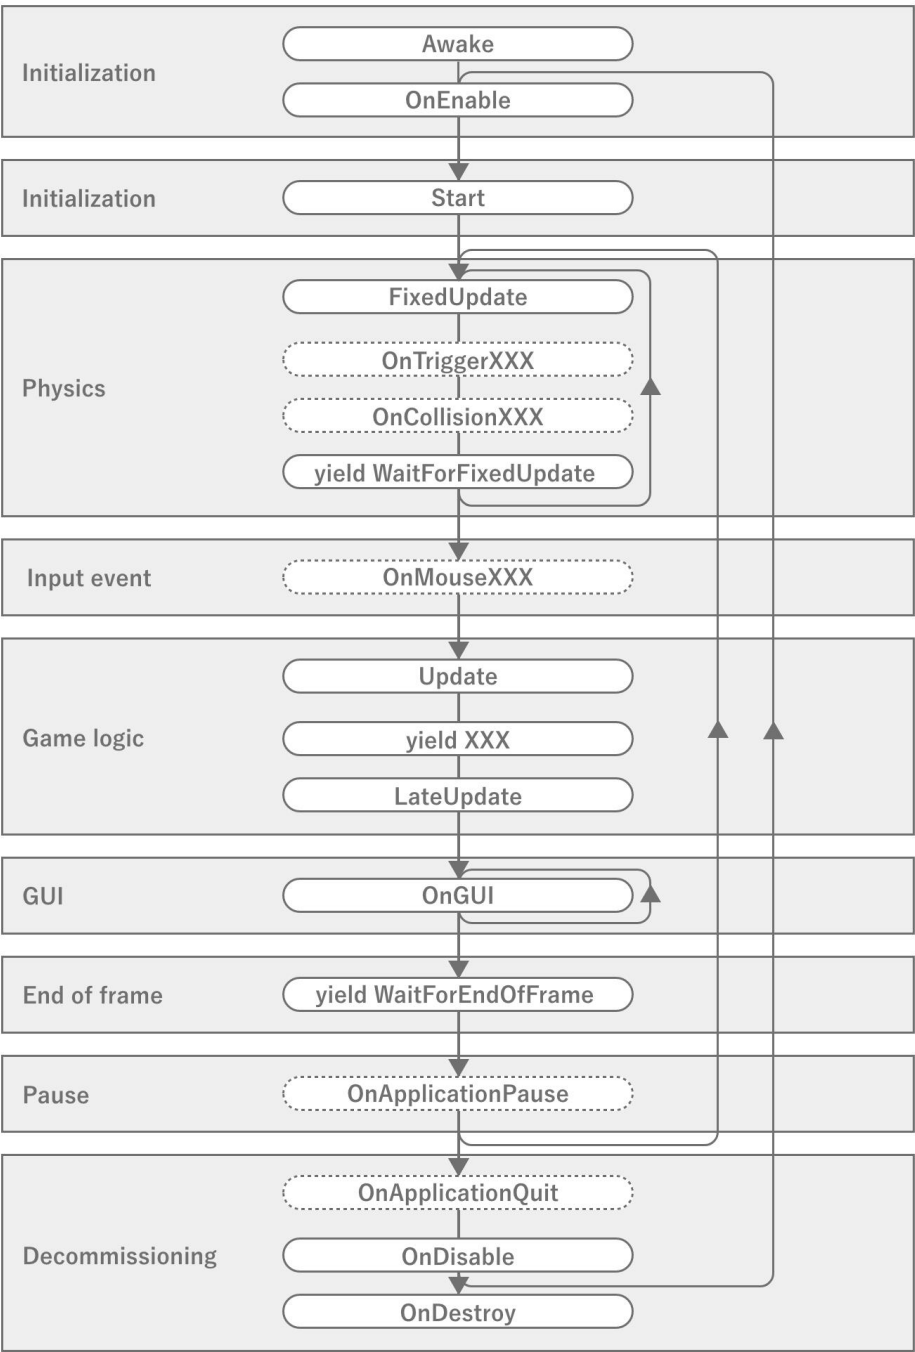 Initialization
Awake
OnEnable
Initialization
Start
Physics
FixedUpdate
OnTriggerXXX
OnCollisionXXX
yield WaitForFixedUpdate
Input event
OnMouseXXX
Game logic
Update
yield XXX
LateUpdate
GUI
OnGUI
End of frame
yield WaitForEndOfFrame
Pause
OnApplicationPause
Decommissioning
OnApplicationQuit
OnDisable
OnDestroy